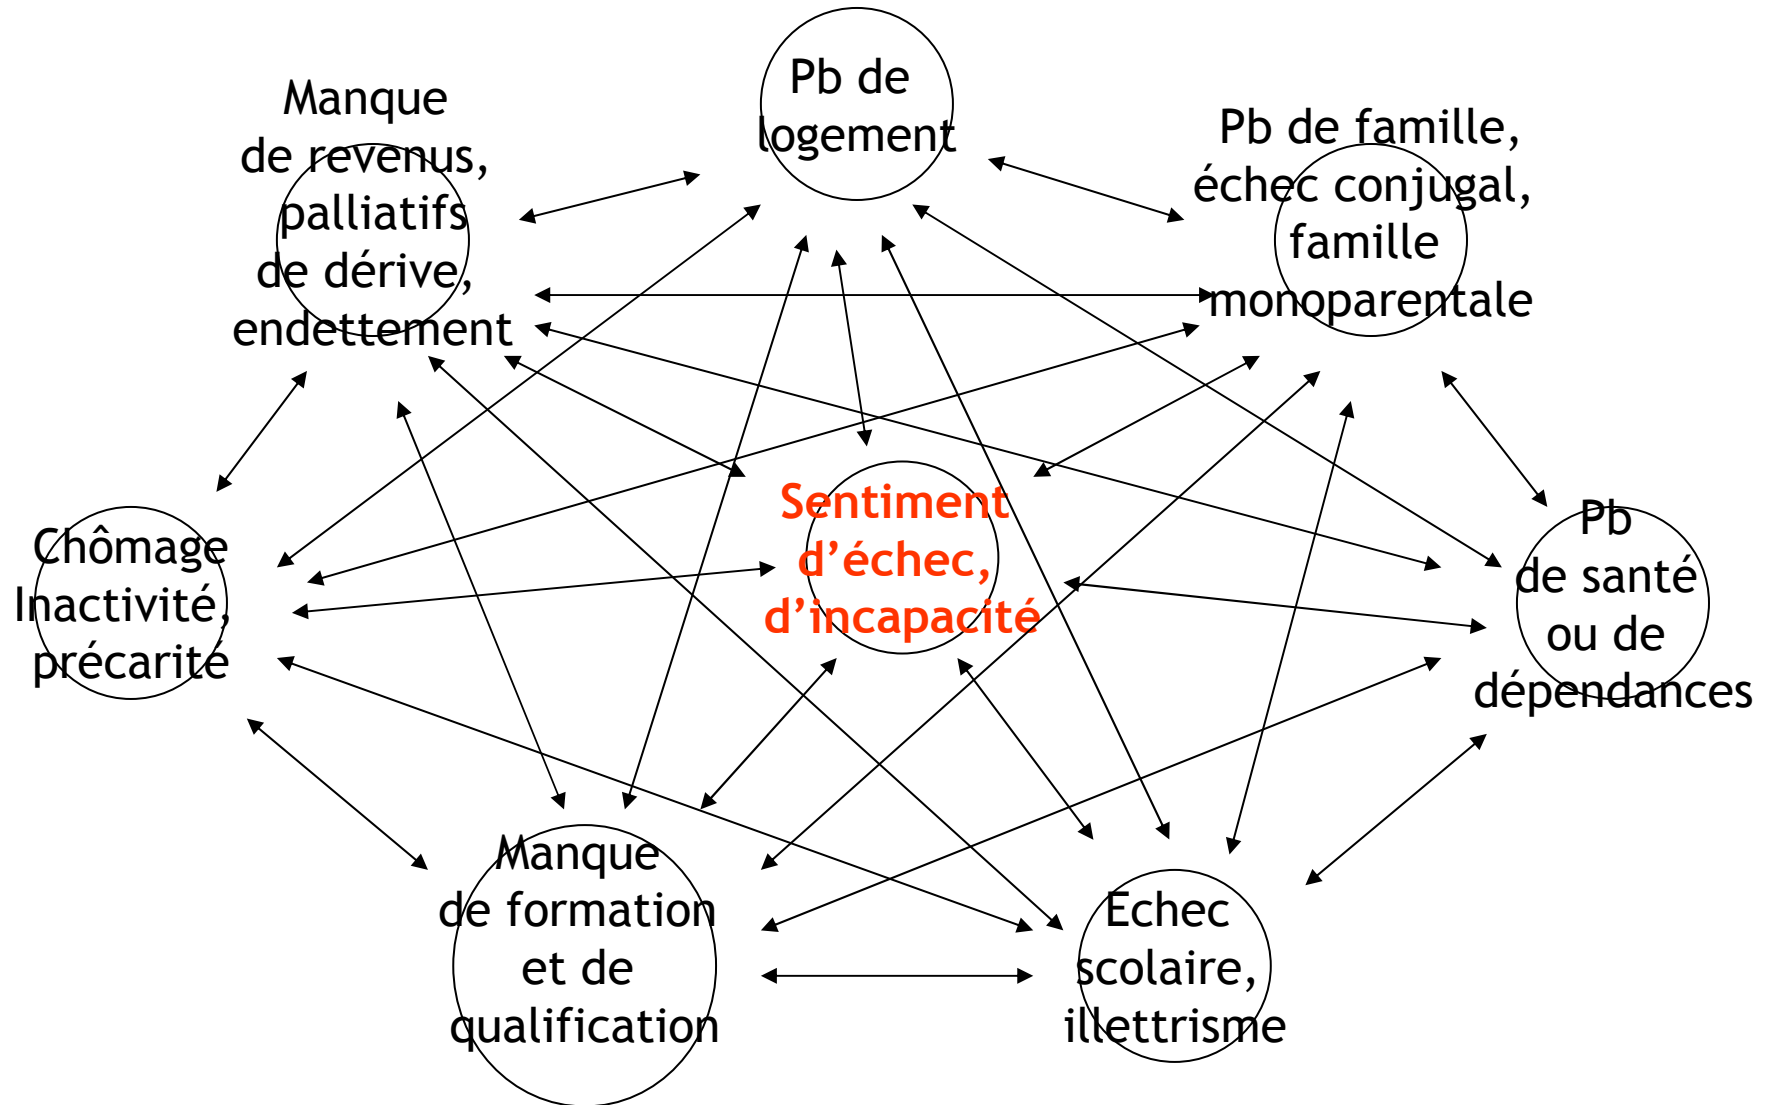 Pb de
logement
Manque
de revenus,
palliatifs
de dérive,
endettement
Pb de famille,
échec conjugal,
famille
monoparentale
Sentiment
d’échec,
d’incapacité
Chômage
Inactivité,
précarité
Pb
de santé
ou de
dépendances
Manque
de formation
et de
qualification
Echec
scolaire,
illettrisme